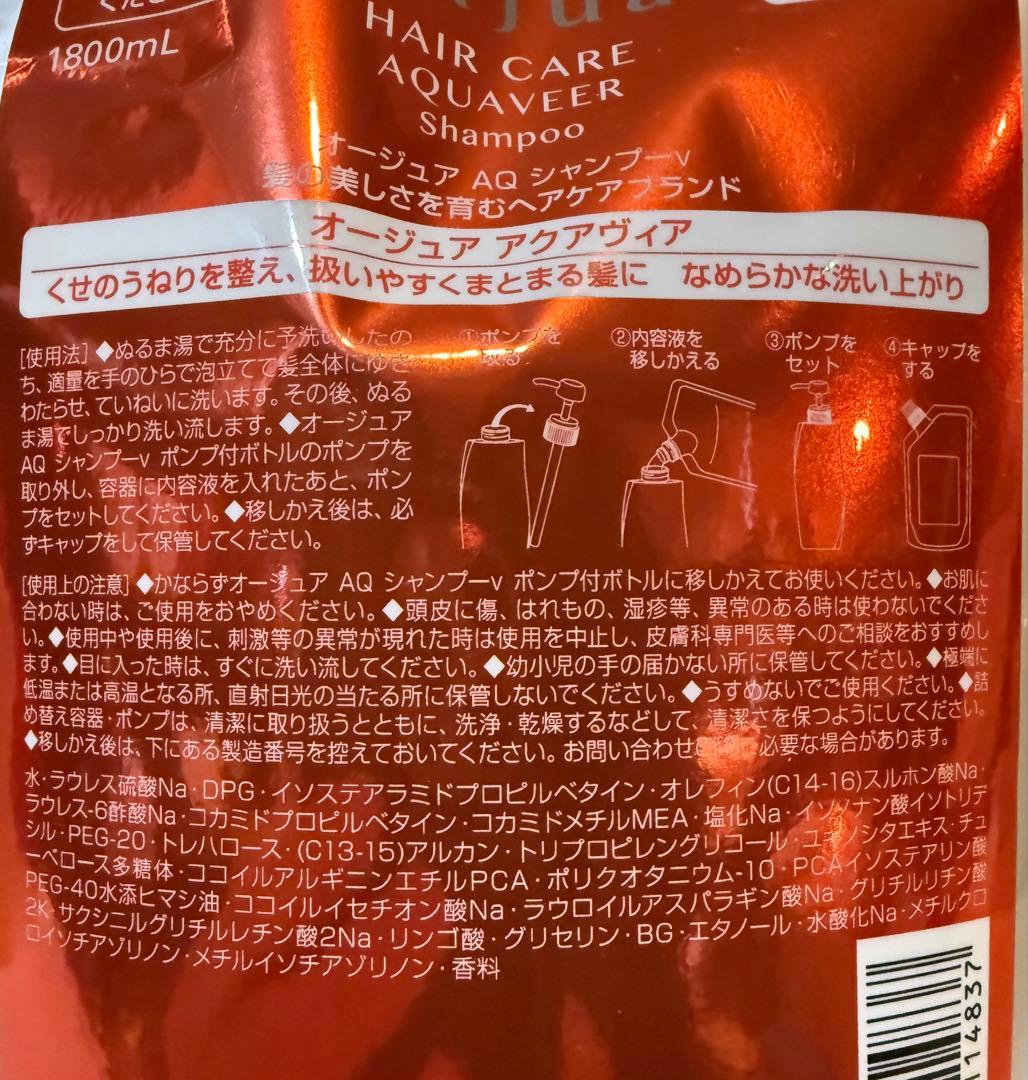 1800mL
HAIR CARE
AQUAVEER
Shampoo
オージュア AQ シャンプーv
髪の美しさを育むヘアケアブランド
オージュア アクアヴィア
くせのうねりを整え、扱いやすくまとまる髪に なめらかな洗い上がり
[使用法] ◆ぬるま湯で充分に予洗いしたの
ち、適量を手のひらで泡立てて髪全体にゆき
わたらせ、ていねいに洗います。その後、ぬる
ま湯でしっかり洗い流します。◆オージュア
AQ シャンプーv ポンプ付ボトルのポンプを
取り外し、容器に内容液を入れたあと、ポン
プをセットしてください。◆移しかえ後は、必
ずキャップをして保管してください。
①ポンプを
取る
②内容液を
移しかえる
③ポンプを
セット
④キャップを
する
[使用上の注意] ◆かならずオージュア AQ シャンプーv ポンプ付ボトルに移しかえてお使いください。◆お肌に
合わない時は、ご使用をおやめください。◆頭皮に傷、はれもの、湿疹等、異常のある時は使わないでくださ
い。◆使用中や使用後に、刺激等の異常が現れた時は使用を中止し、皮膚科専門医等へのご相談をおすすめし
ます。◆目に入った時は、すぐに洗い流してください。◆幼小児の手の届かない所に保管してください。◆極端に
低温または高温となる所、直射日光の当たる所に保管しないでください。◆うすめないでご使用ください。◆詰
め替え容器・ポンプは、清潔に取り扱うとともに、洗浄・乾燥するなどして、清潔さを保つようにしてください。
◆移しかえ後は、下にある製造番号を控えておいてください。お問い合わせ 必要な場合があります。
水・ラウレス硫酸Na・DPG・イソステアラミドプロピルベタイン・オレフィン(C14-16)スルホン酸Na・
ラウレス-6酢酸Na・コカミドプロピルベタイン・コカミドメチルMEA・塩化Na・イソノナン酸イソトリデ
シル・PEG-20・トレハロース・(C13-15)アルカン・トリプロピレングリコール・ユキノシタエキス・チュ
ーベロース多糖体・ココイルアルギニンエチルPCA・ポリクオタニウム-10・PCAイソステアリン酸
PEG-40水添ヒマシ油・ココイルイセチオン酸Na・ラウロイルアスパラギン酸Na・グリチルリチン酸
2K・サクシニルグリチルレチン酸2Na・リンゴ酸・グリセリン・BG・エタノール・水酸化Na・メチルクロ
ロイソチアゾリノン・メチルイソチアゾリノン・香料
114837